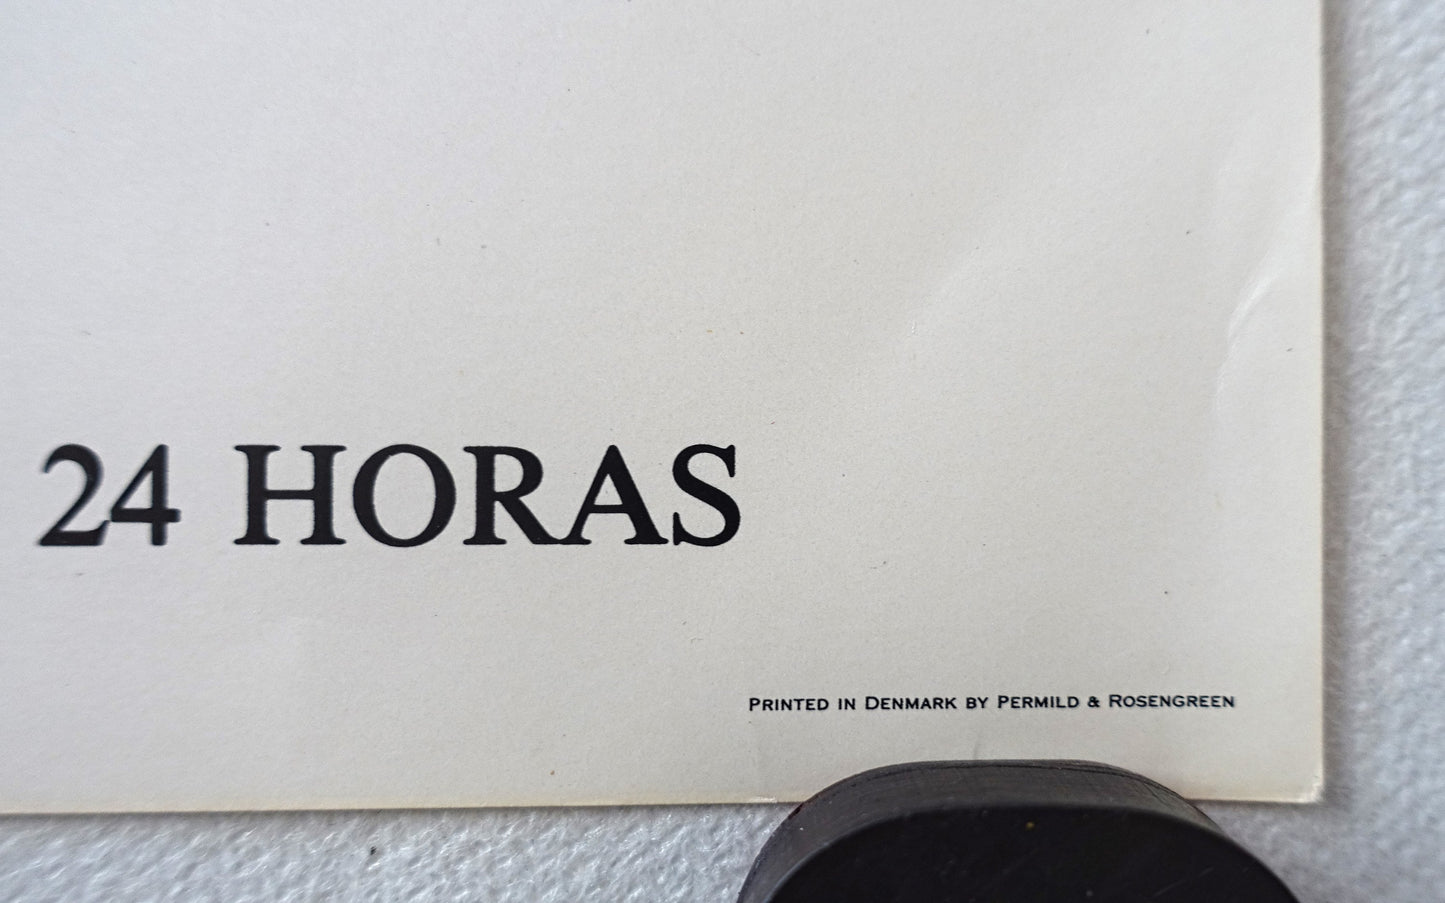 24 HORAS
Printed in Denmark by Permild & Rosengreen